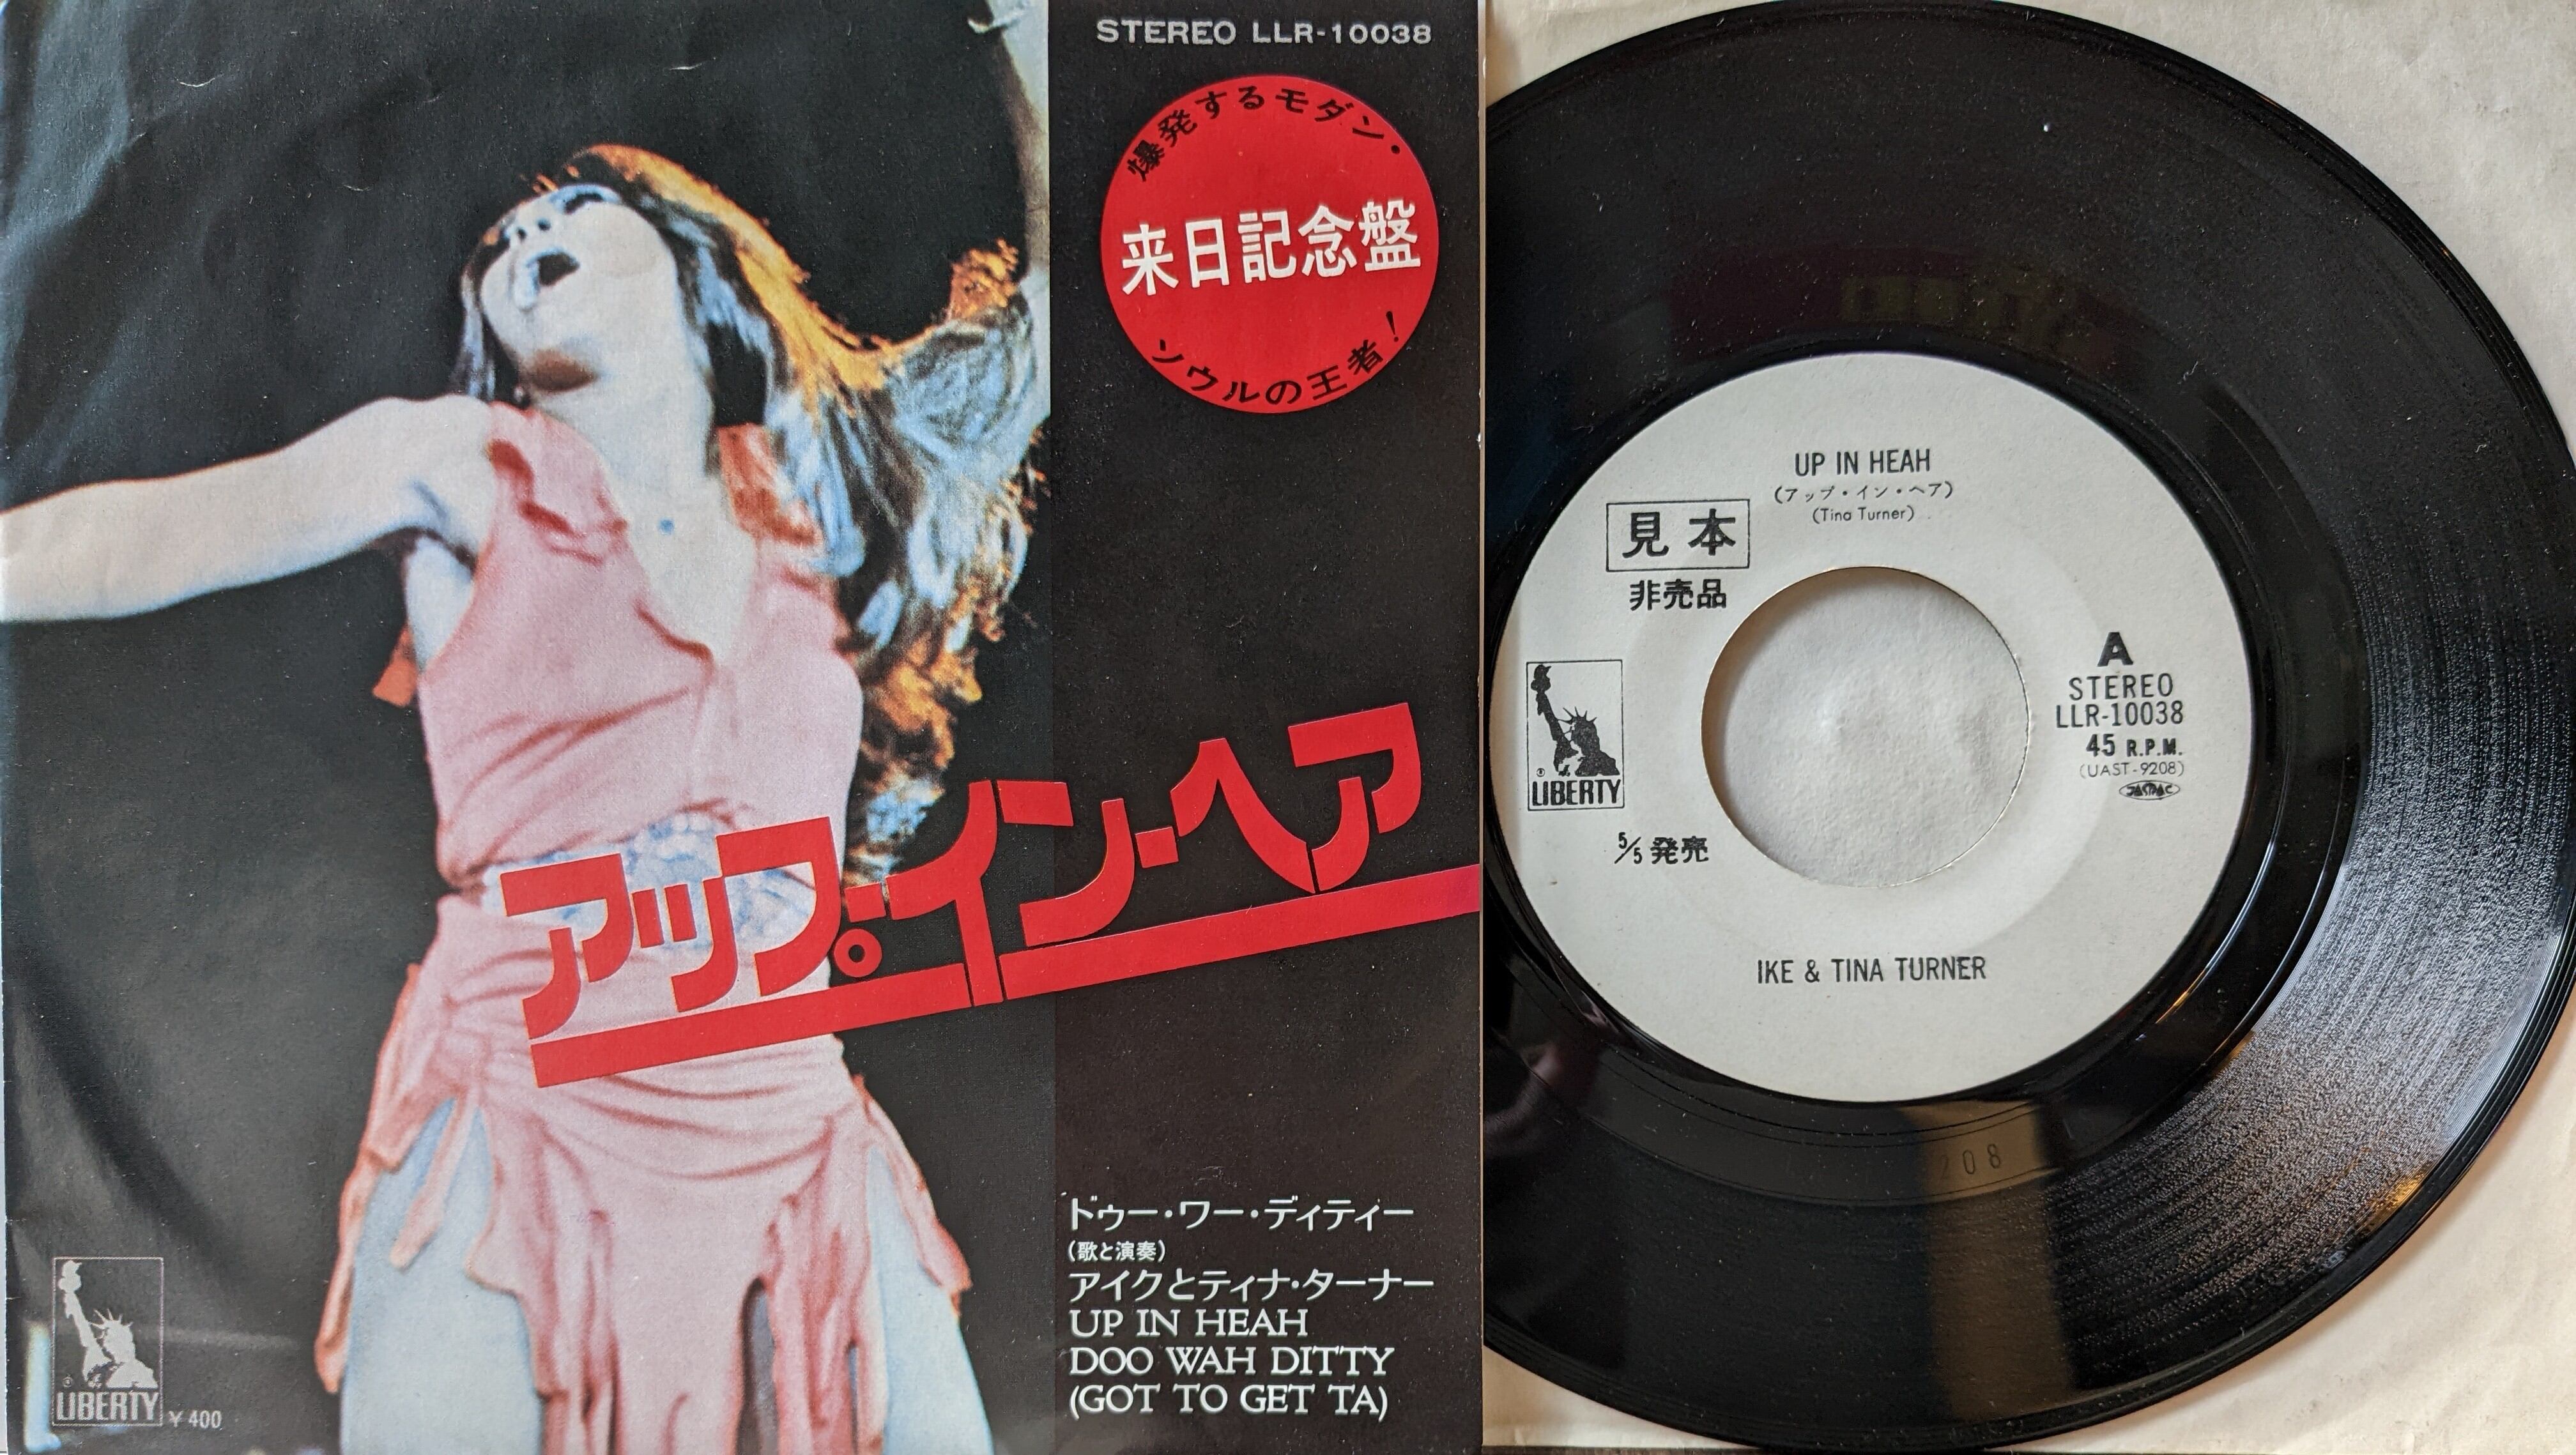 STEREO LLR-10038
爆発するモダン・
来日記念盤
ソウルの王者!
アップ・イン・ヘア
ドゥー・ワー・ディティー
(歌と演奏)
アイクとティナ・ターナー
UP IN HEAH
DOO WAH DITTY
(GOT TO GET TA)
LIBERTY
¥400
UP IN HEAH
(アップ・イン・ヘア)
(Tina Turner)
見本
非売品
A
STEREO
LLR-10038
45 R.P.M.
(UAST-9208)
JASRAC
® LIBERTY
5/5 発売
IKE & TINA TURNER
208